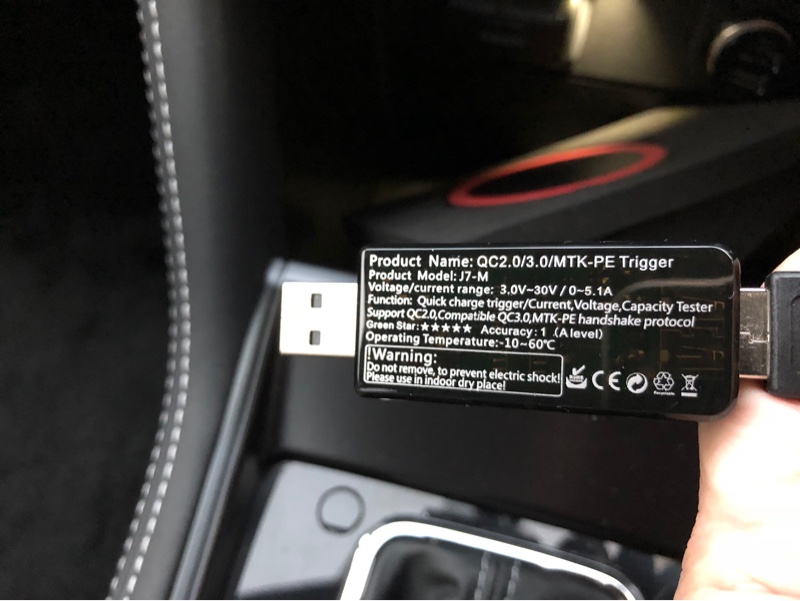 Product Name: QC2.0/3.0/MTK-PE Trigger
Product Model: J7-M
Voltage/current range: 3.0V~30V / 0~5.1A
Function: Quick charge trigger/Current,Voltage,Capacity Tester
Support QC2.0,Compatible QC3.0,MTK-PE handshake protocol
Green Star:★★★★★ Accuracy: 1 (A level)
Operating Temperature:-10~60℃
!Warning:
Do not remove, to prevent electric shock!
Please use in indoor dry place!
CE